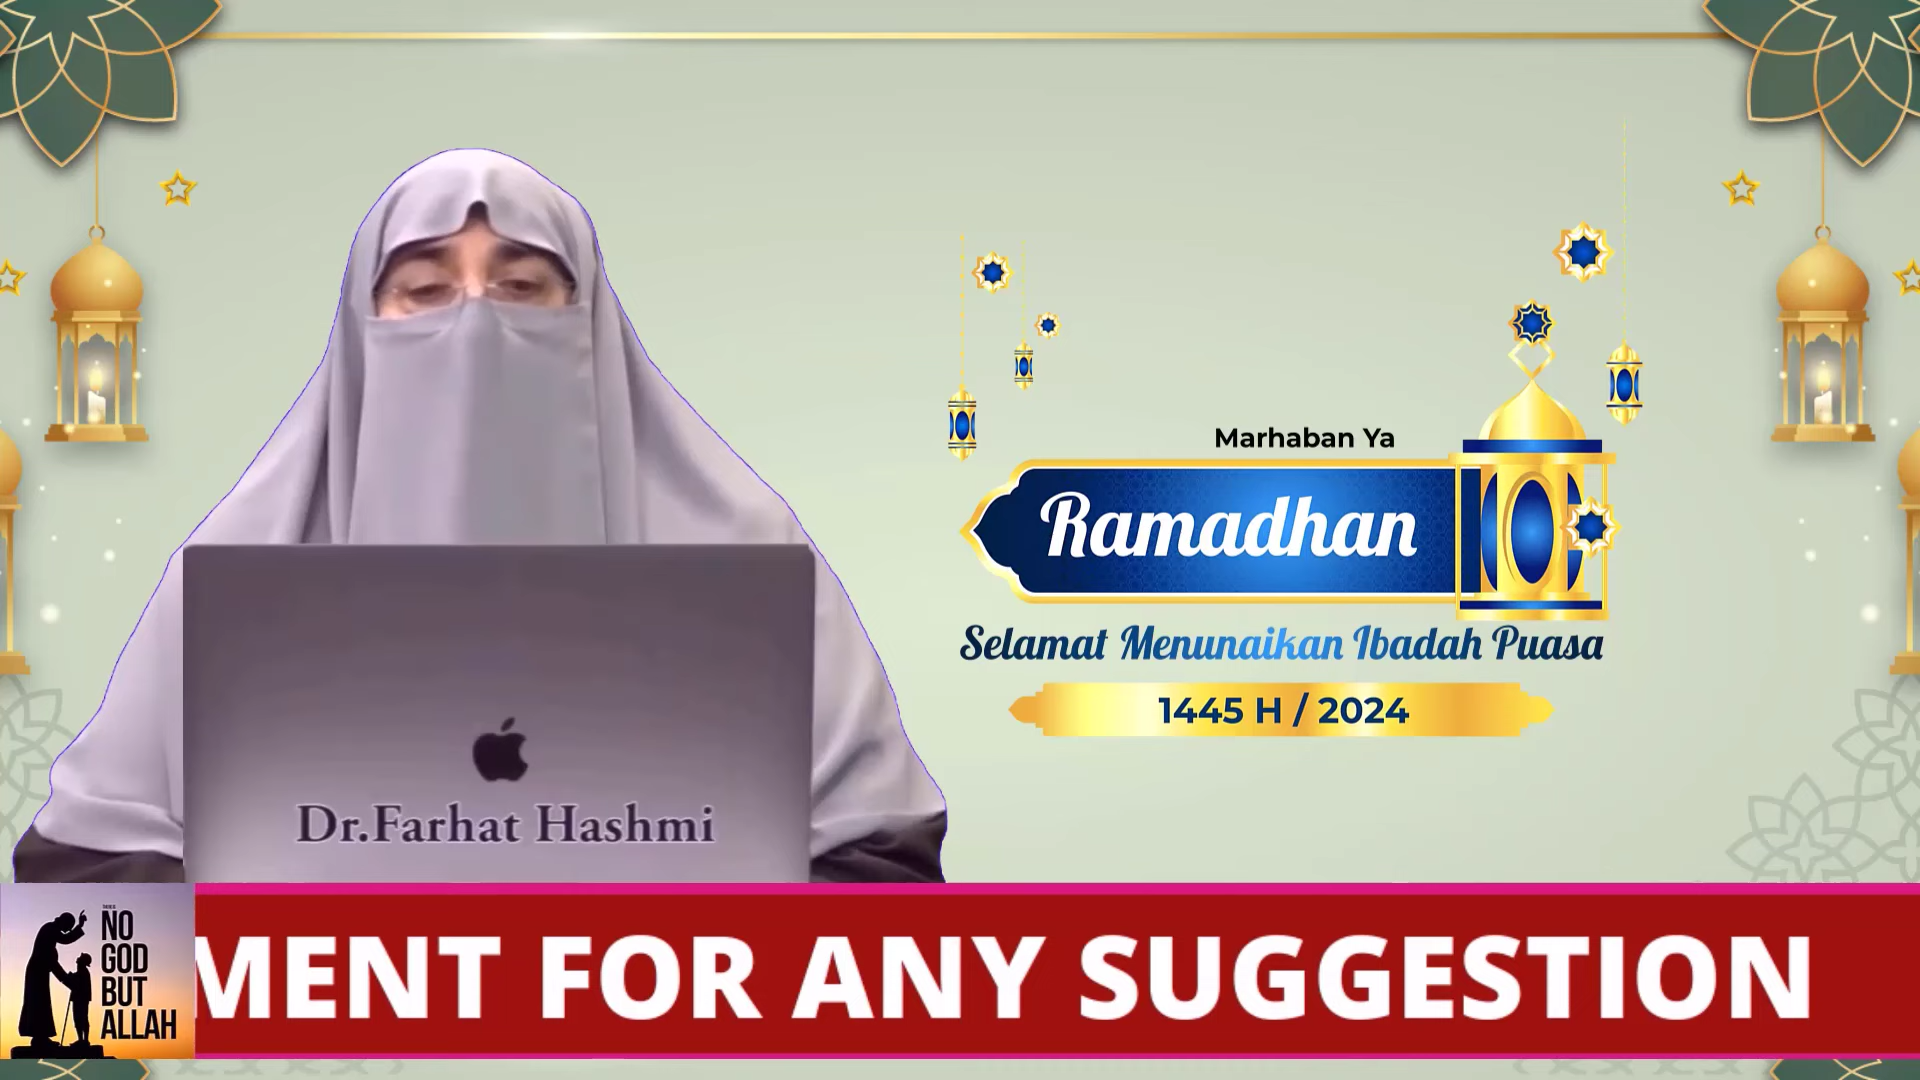 Marhaban Ya
Ramadhan
Selamat Menunaikan Ibadah Puasa
1445 H / 2024
Dr.Farhat Hashmi
NO
GOD
BUT
ALLAH
MENT FOR ANY SUGGESTION